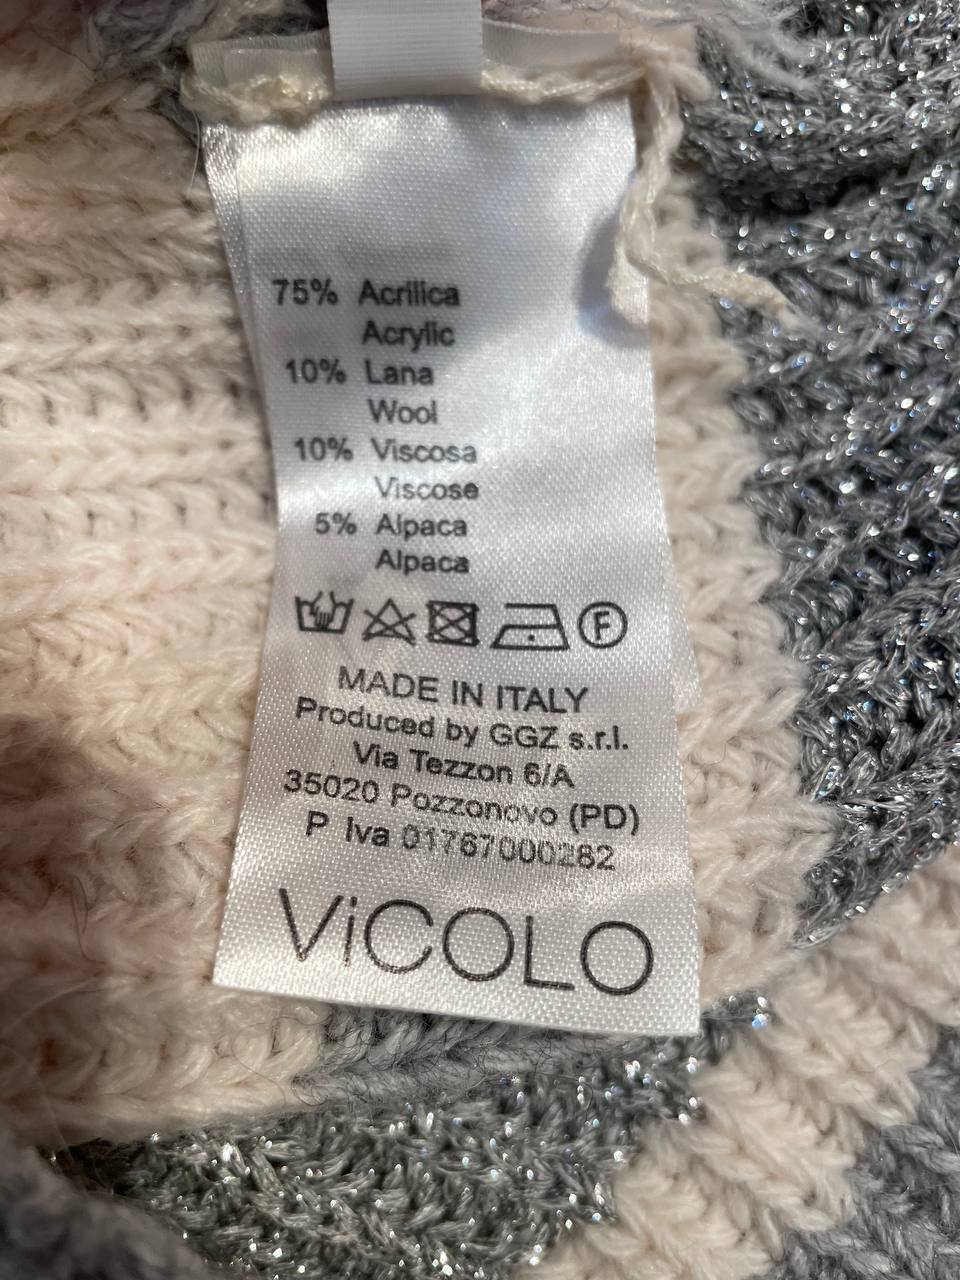 75% Acrilica
Acrylic
10% Lana
Wool
10% Viscosa
Viscose
5% Alpaca
Alpaca
F
MADE IN ITALY
Produced by GGZ s.r.l.
Via Tezzon 6/A
35020 Pozzonovo (PD)
P Iva 01767000282
ViCOLO